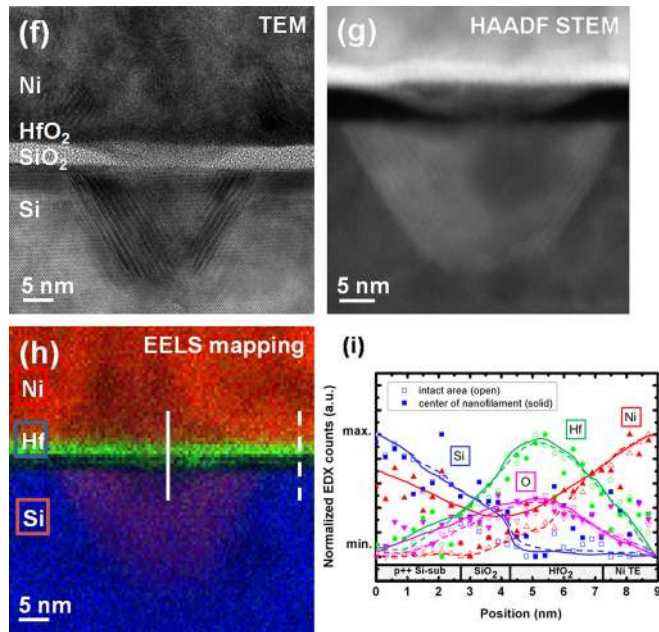 (f) TEM
Ni
HfO₂
SiO₂
Si
5 nm
(g) HAADF STEM
5 nm
(h) EELS mapping
Ni
Hf
Si
5 nm
(i)
Normalized EDX counts (a.u.)
max.
min.
intact area (open)
center of nanofilament (solid)
Si
O
Hf
Ni
p++ Si-sub SiO₂ HfO₂ Ni TE
0 1 2 3 4 5 6 7 8 9
Position (nm)